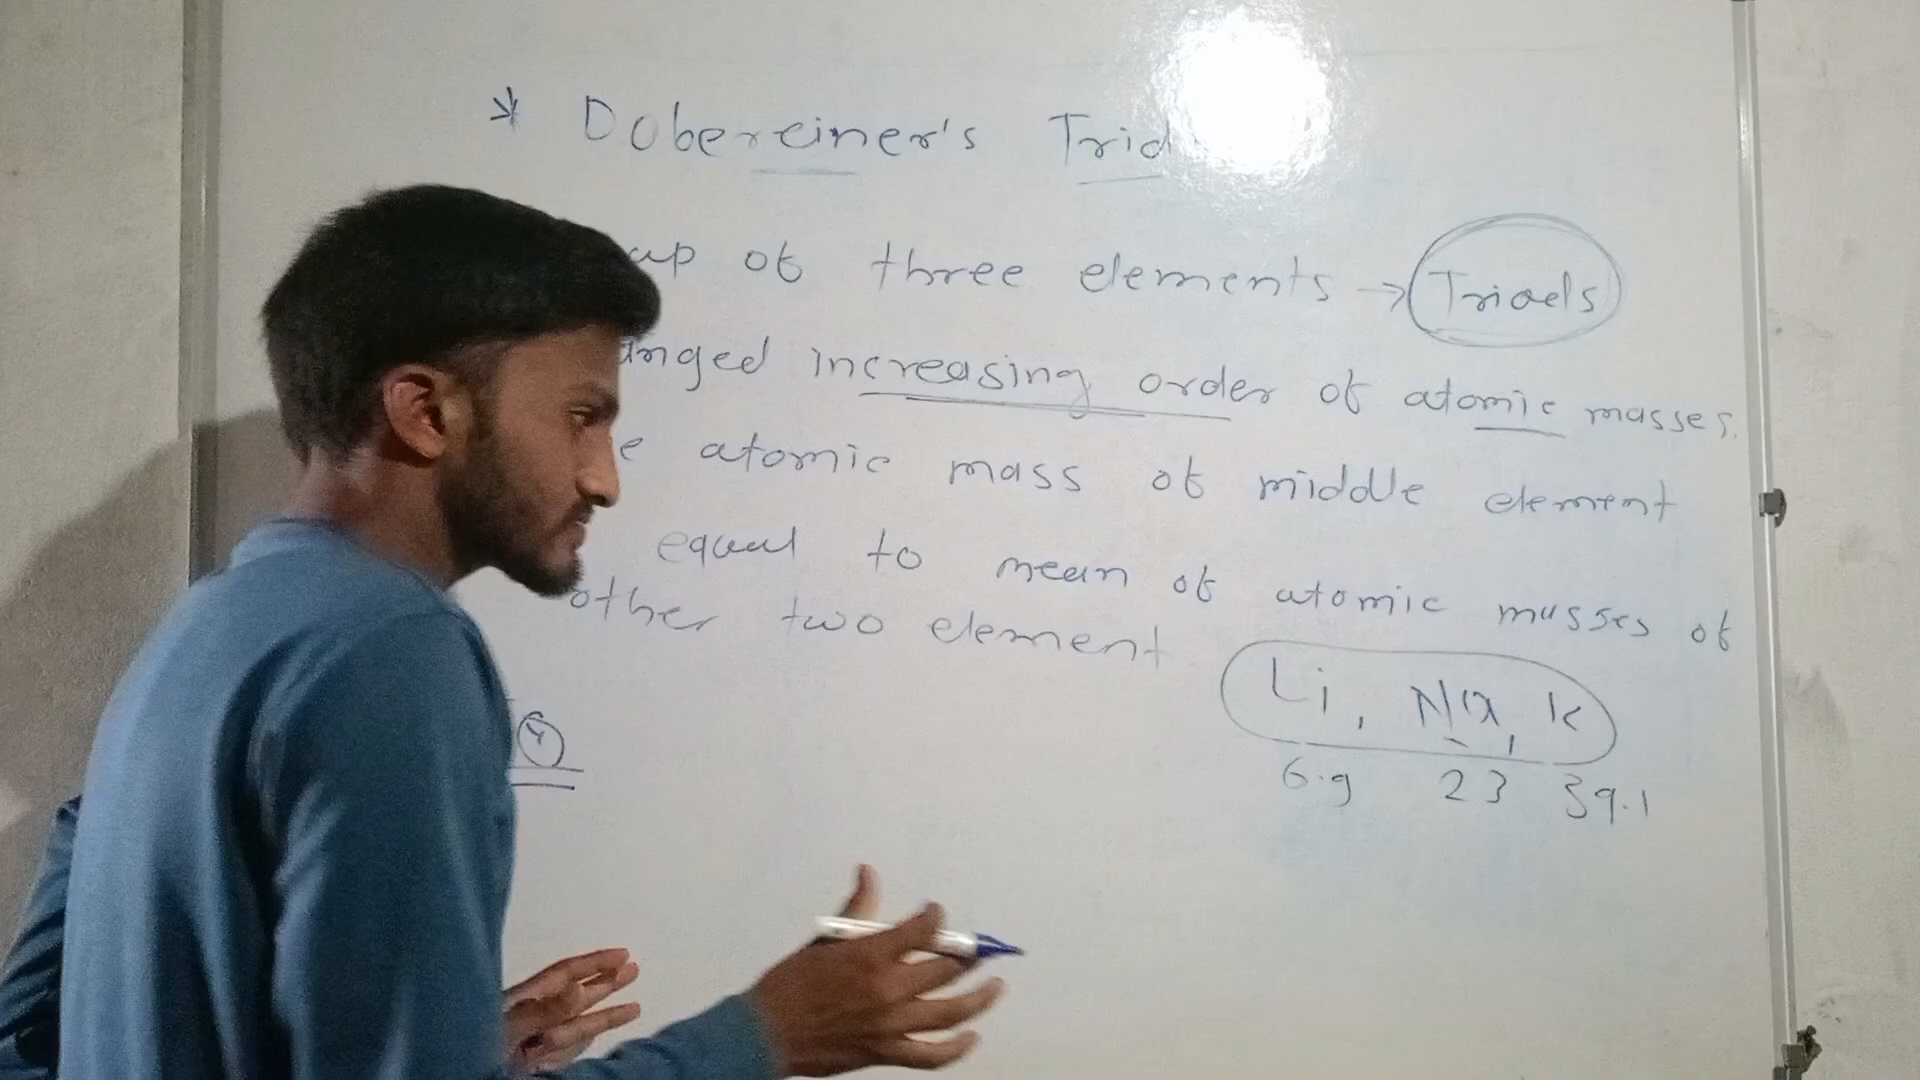 * Dobereiner's Trid
up of three elements → Triads
anged increasing order of atomic masses.
e atomic mass of middle element
equal to mean of atomic masses of
other two element
Li, Na, K
6.9 23 39.1